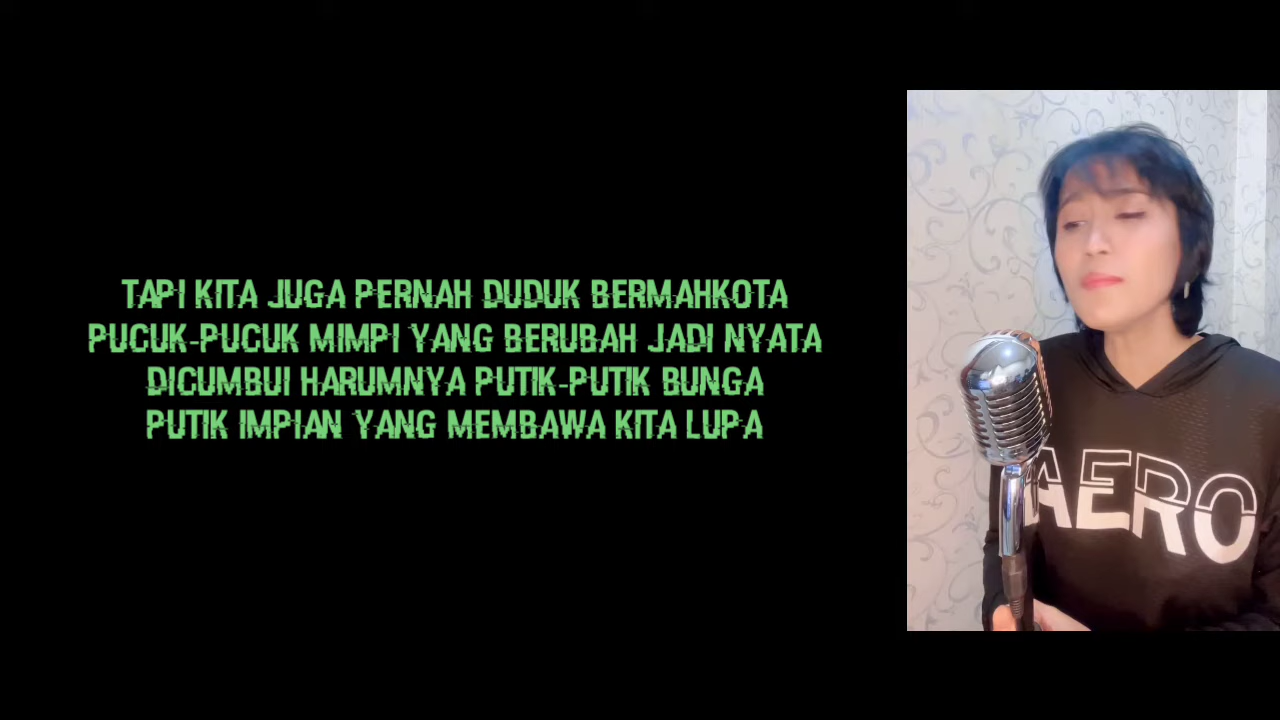 TAPI KITA JUGA PERNAH DUDUK BERMAHKOTA
PUCUK-PUCUK MIMPI YANG BERUBAH JADI NYATA
DICUMBUI HARUMNYA PUTIK-PUTIK BUNGA
PUTIK IMPIAN YANG MEMBAWA KITA LUPA
AERO